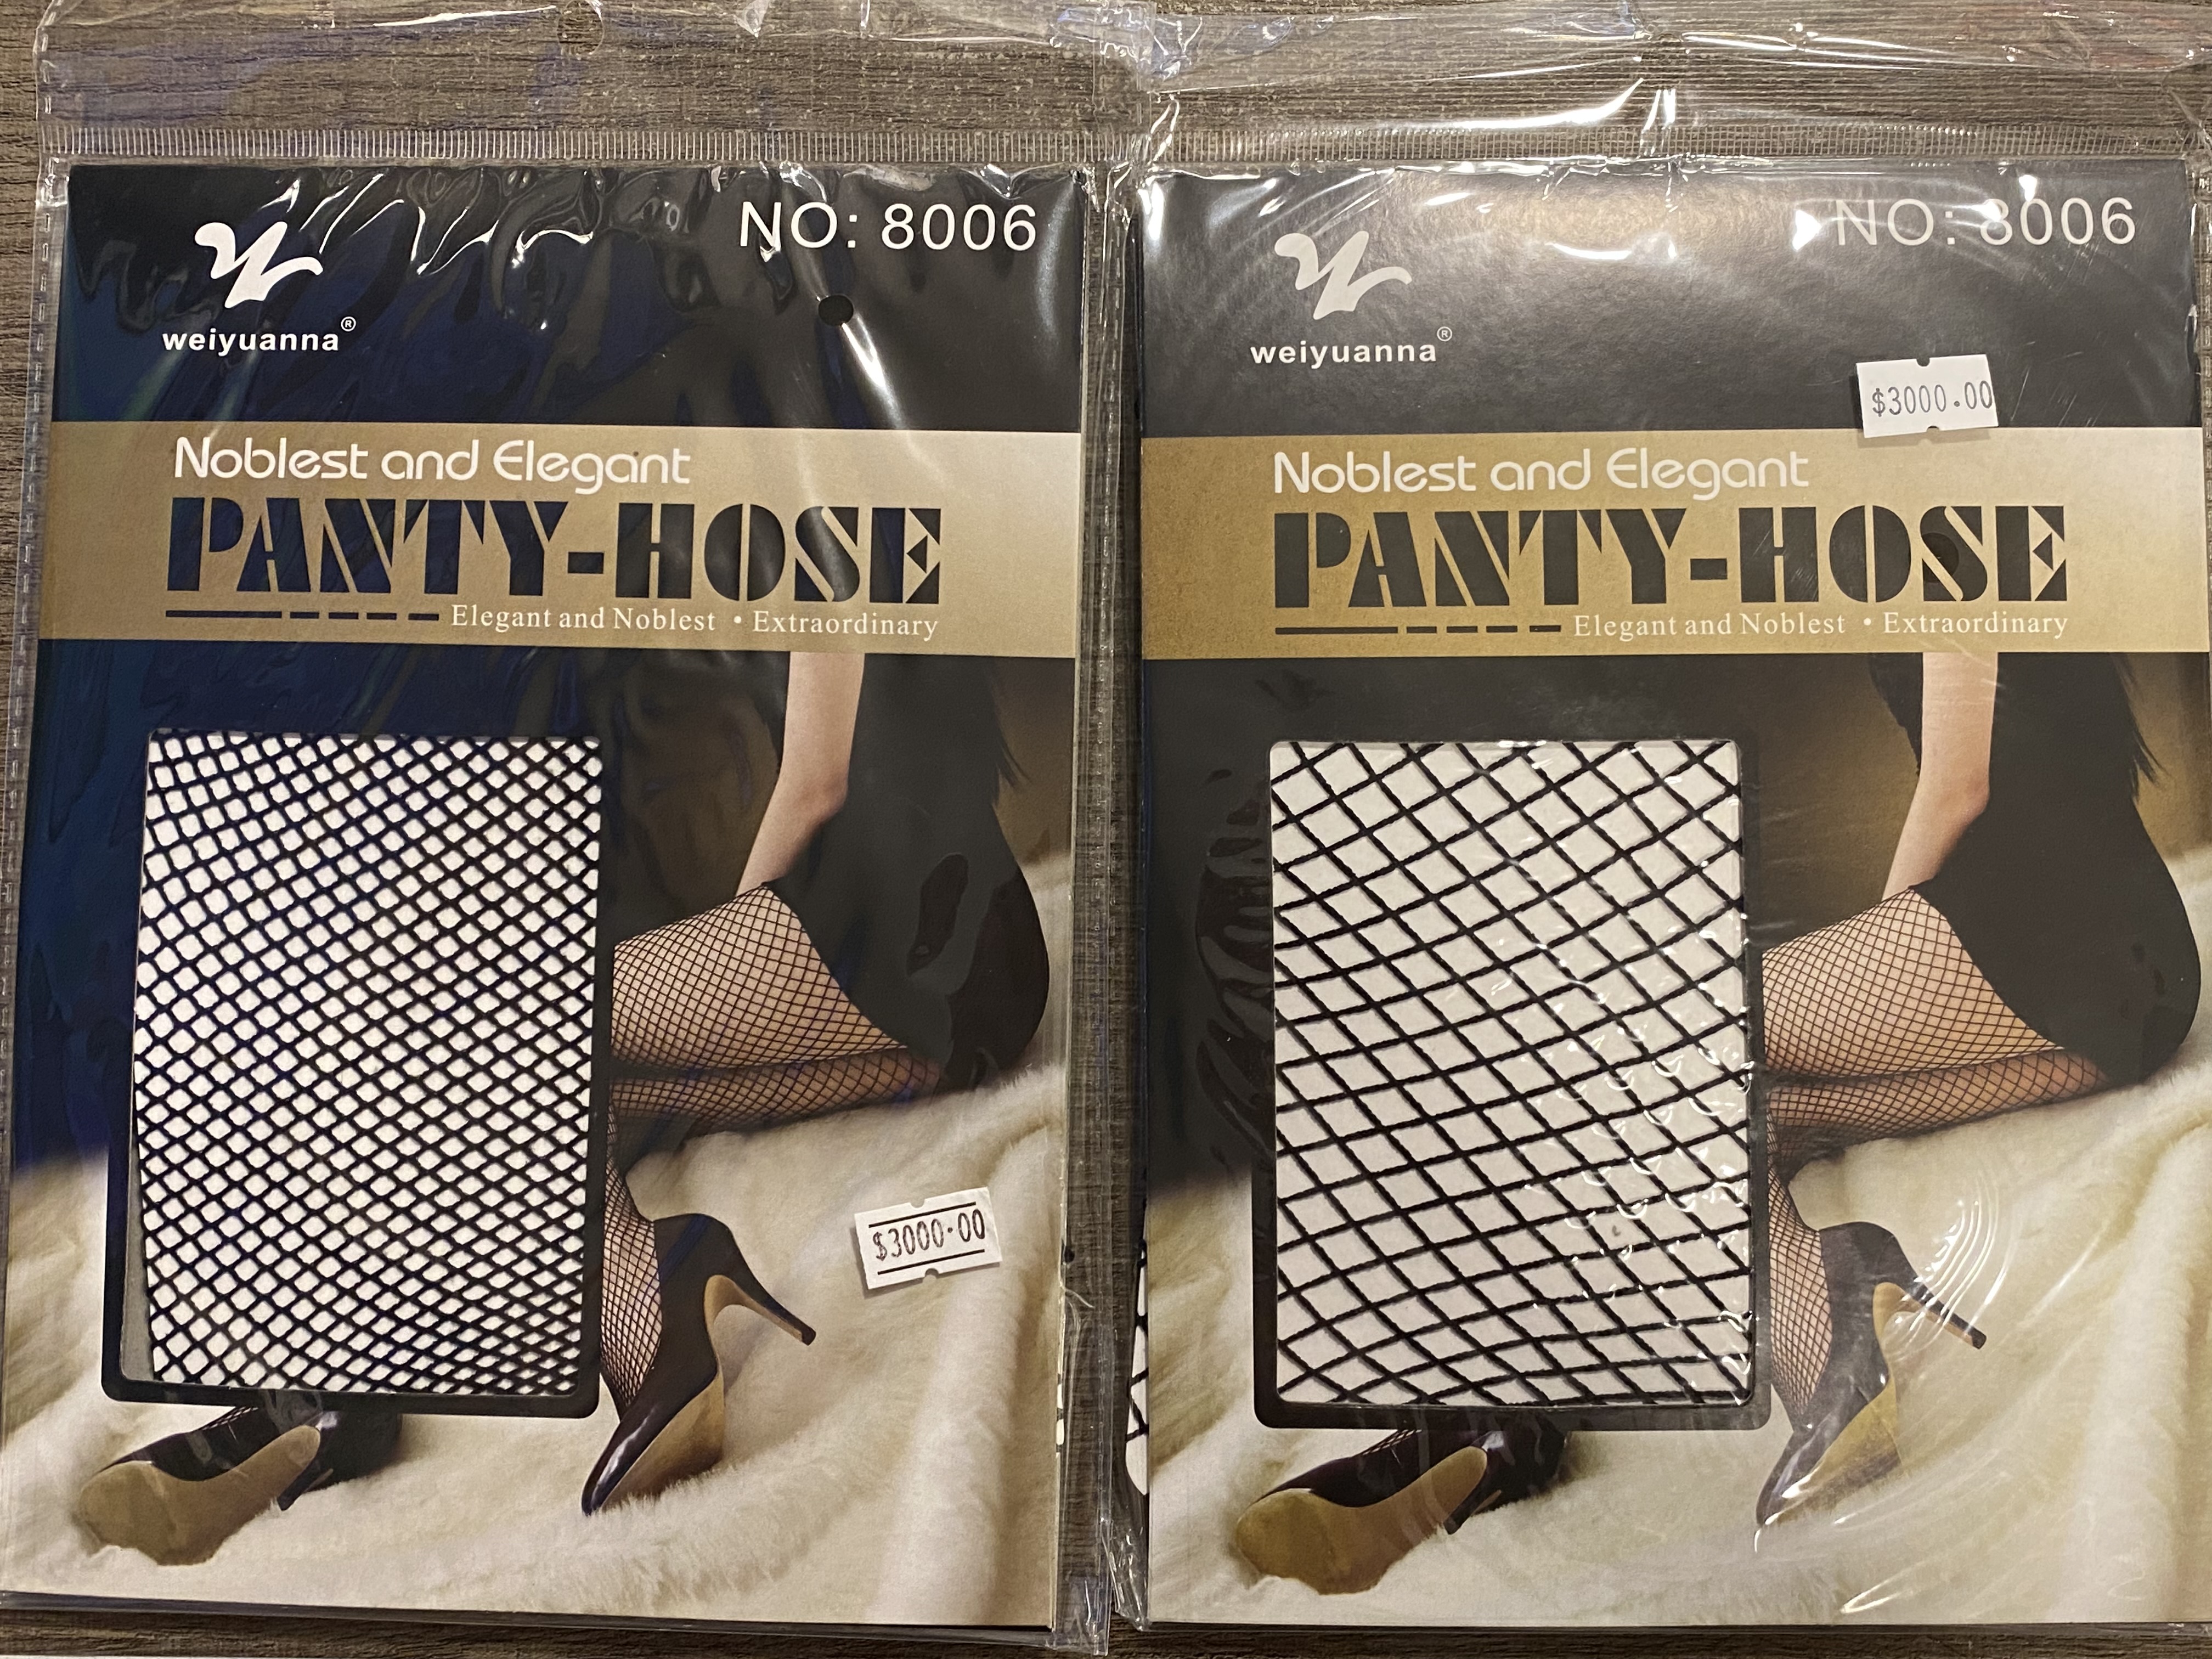 NO: 8006
weiyuanna®
Noblest and Elegant
PANTY-HOSE
Elegant and Noblest • Extraordinary
$3000.00
NO: 8006
weiyuanna®
$3000.00
Noblest and Elegant
PANTY-HOSE
Elegant and Noblest • Extraordinary